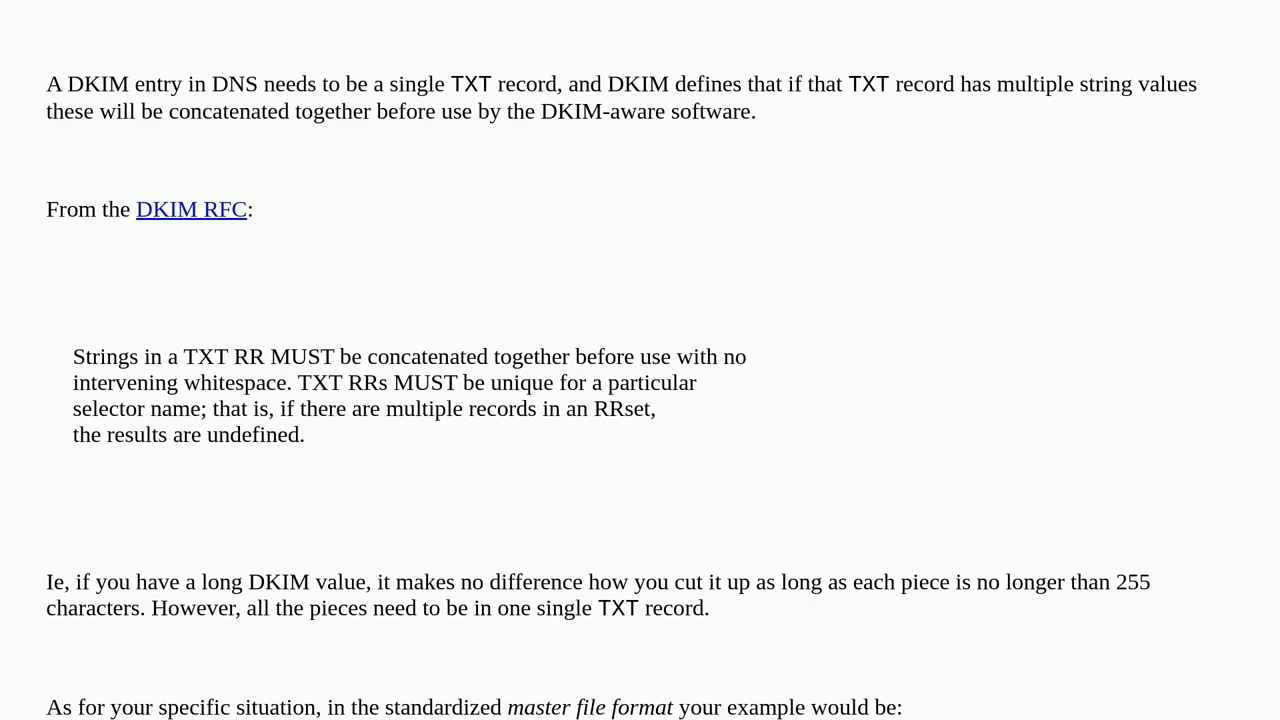 A DKIM entry in DNS needs to be a single TXT record, and DKIM defines that if that TXT record has multiple string values
these will be concatenated together before use by the DKIM-aware software.
From the DKIM RFC:
Strings in a TXT RR MUST be concatenated together before use with no
intervening whitespace. TXT RRs MUST be unique for a particular
selector name; that is, if there are multiple records in an RRset,
the results are undefined.
Ie, if you have a long DKIM value, it makes no difference how you cut it up as long as each piece is no longer than 255
characters. However, all the pieces need to be in one single TXT record.
As for your specific situation, in the standardized master file format your example would be: